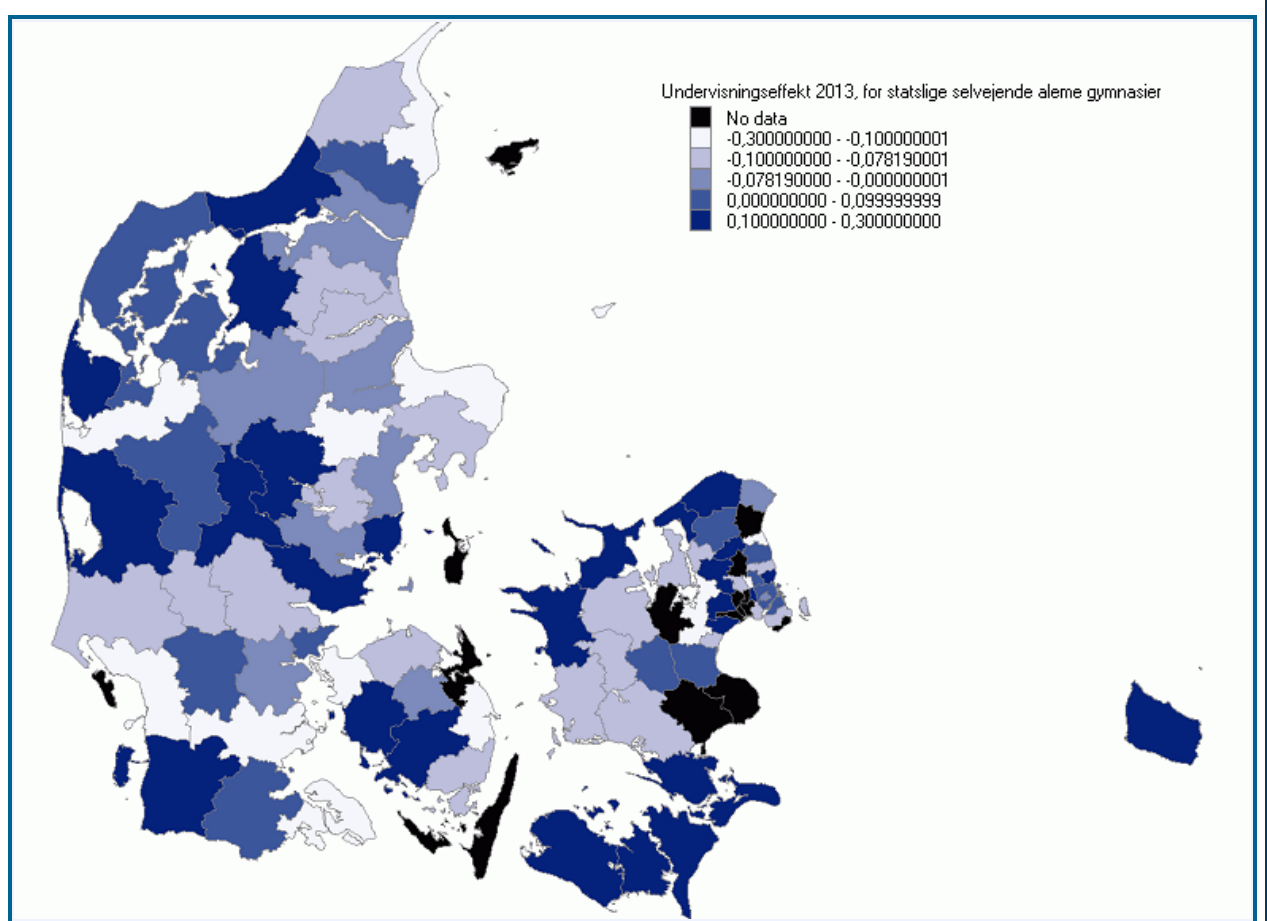 Undervisningseffekt 2013, for statslige selvejende aleme gymnasier
No data
-0,300000000 - -0,100000001
-0,100000000 - -0,078190001
-0,078190000 - -0,000000001
0,000000000 - 0,099999999
0,100000000 - 0,300000000